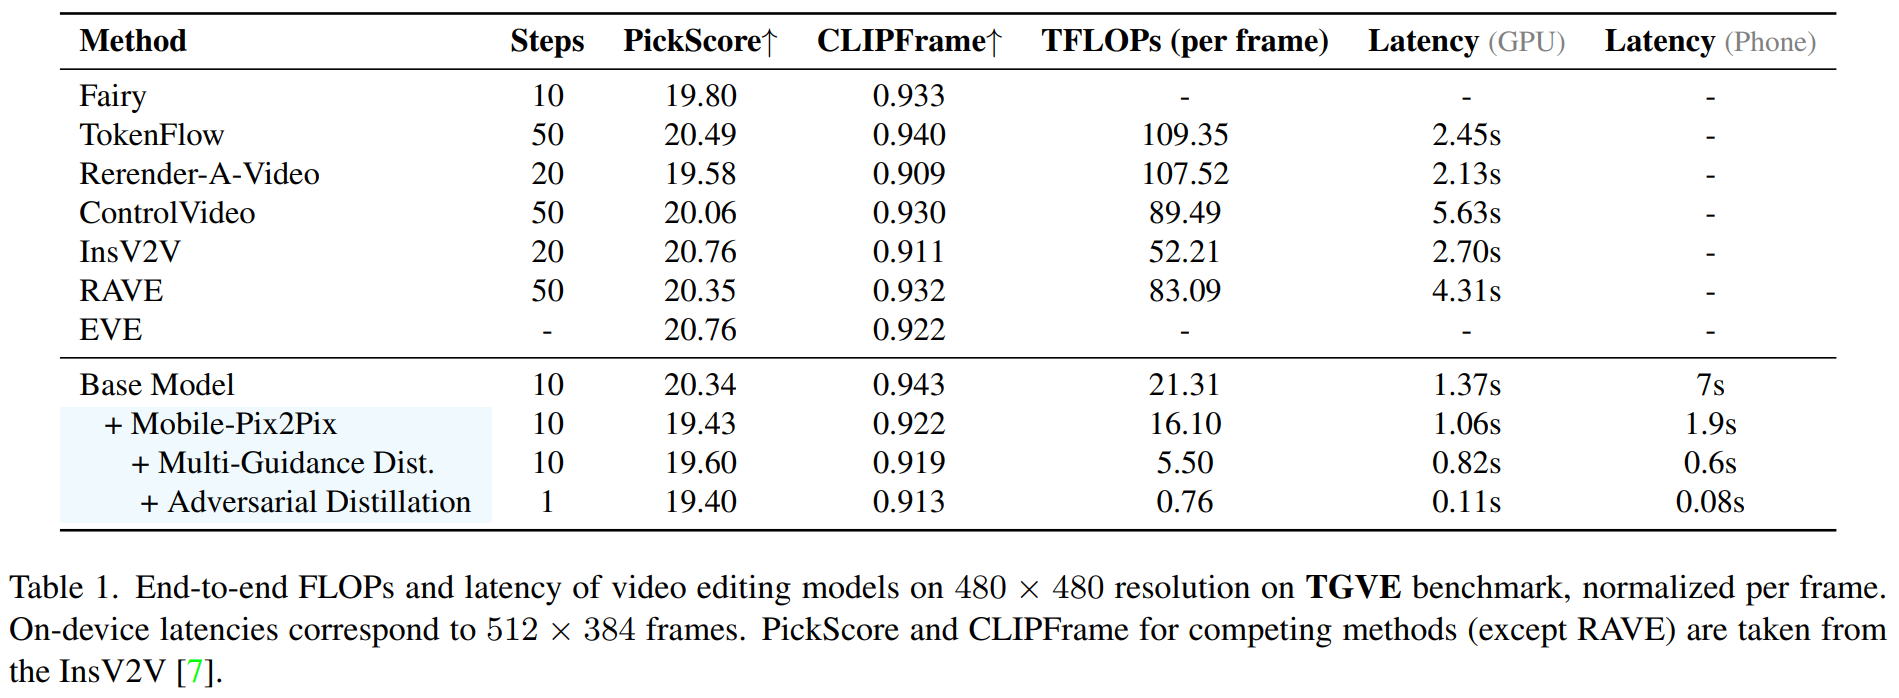 Method Steps PickScore↑ CLIPFrame↑ TFLOPs (per frame) Latency (GPU) Latency (Phone)
Fairy 10 19.80 0.933 - - -
TokenFlow 50 20.49 0.940 109.35 2.45s -
Rerender-A-Video 20 19.58 0.909 107.52 2.13s -
ControlVideo 50 20.06 0.930 89.49 5.63s -
InsV2V 20 20.76 0.911 52.21 2.70s -
RAVE 50 20.35 0.932 83.09 4.31s -
EVE - 20.76 0.922 - - -
Base Model 10 20.34 0.943 21.31 1.37s 7s
+ Mobile-Pix2Pix 10 19.43 0.922 16.10 1.06s 1.9s
+ Multi-Guidance Dist. 10 19.60 0.919 5.50 0.82s 0.6s
+ Adversarial Distillation 1 19.40 0.913 0.76 0.11s 0.08s
Table 1. End-to-end FLOPs and latency of video editing models on 480 × 480 resolution on TGVE benchmark, normalized per frame.
On-device latencies correspond to 512 × 384 frames. PickScore and CLIPFrame for competing methods (except RAVE) are taken from
the InsV2V [7].